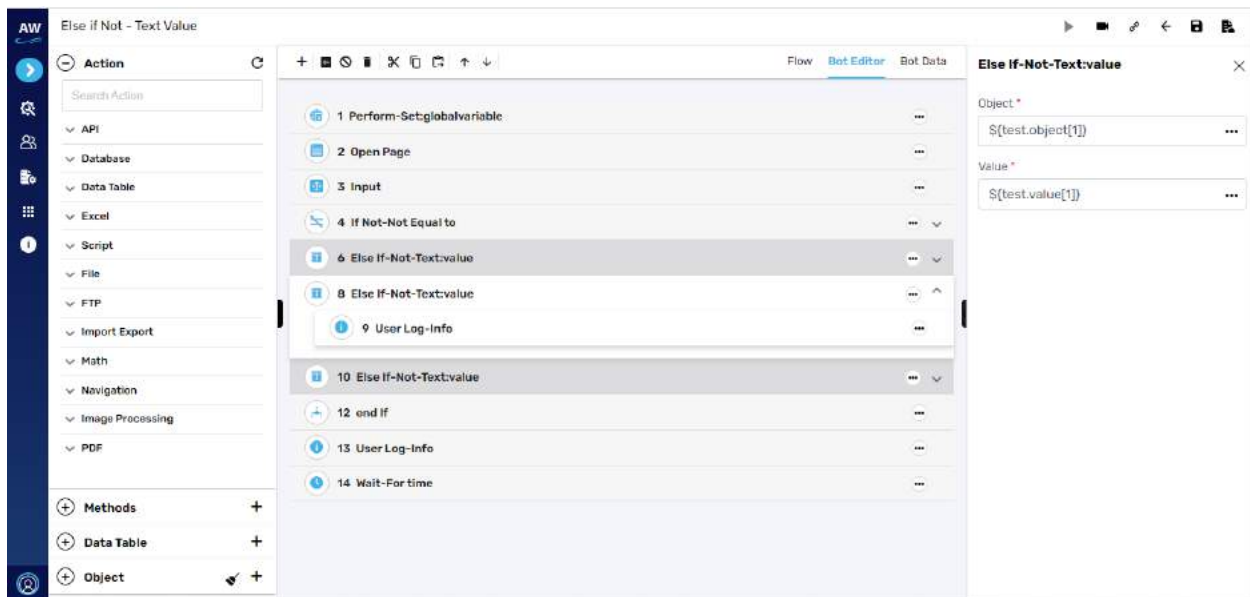 AW
Else if Not - Text Value
Action
Search Action
API
Database
Data Table
Excel
Script
File
FTP
Import Export
Math
Navigation
Image Processing
PDF
Methods
Data Table
Object
Flow Bot Editor Bot Data
1 Perform-Set:globalvariable
2 Open Page
3 Input
4 If Not-Not Equal to
6 Else If-Not-Text:value
8 Else If-Not-Text:value
9 User Log-Info
10 Else If-Not-Text:value
12 end If
13 User Log-Info
14 Wait-For time
Else If-Not-Text:value
Object *
${test.object[1]}
Value *
${test.value[1]}